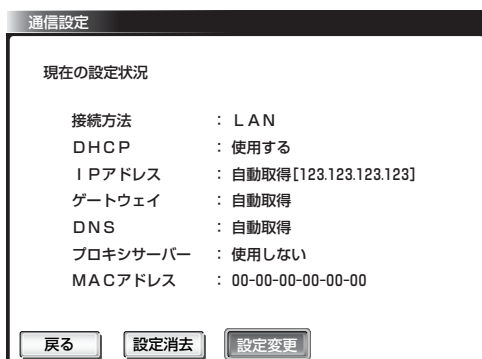 通信設定
現在の設定状況
接続方法 : LAN
DHCP : 使用する
IPアドレス : 自動取得[123.123.123.123]
ゲートウェイ : 自動取得
DNS : 自動取得
プロキシサーバー : 使用しない
MACアドレス : 00-00-00-00-00-00
戻る 設定消去 設定変更